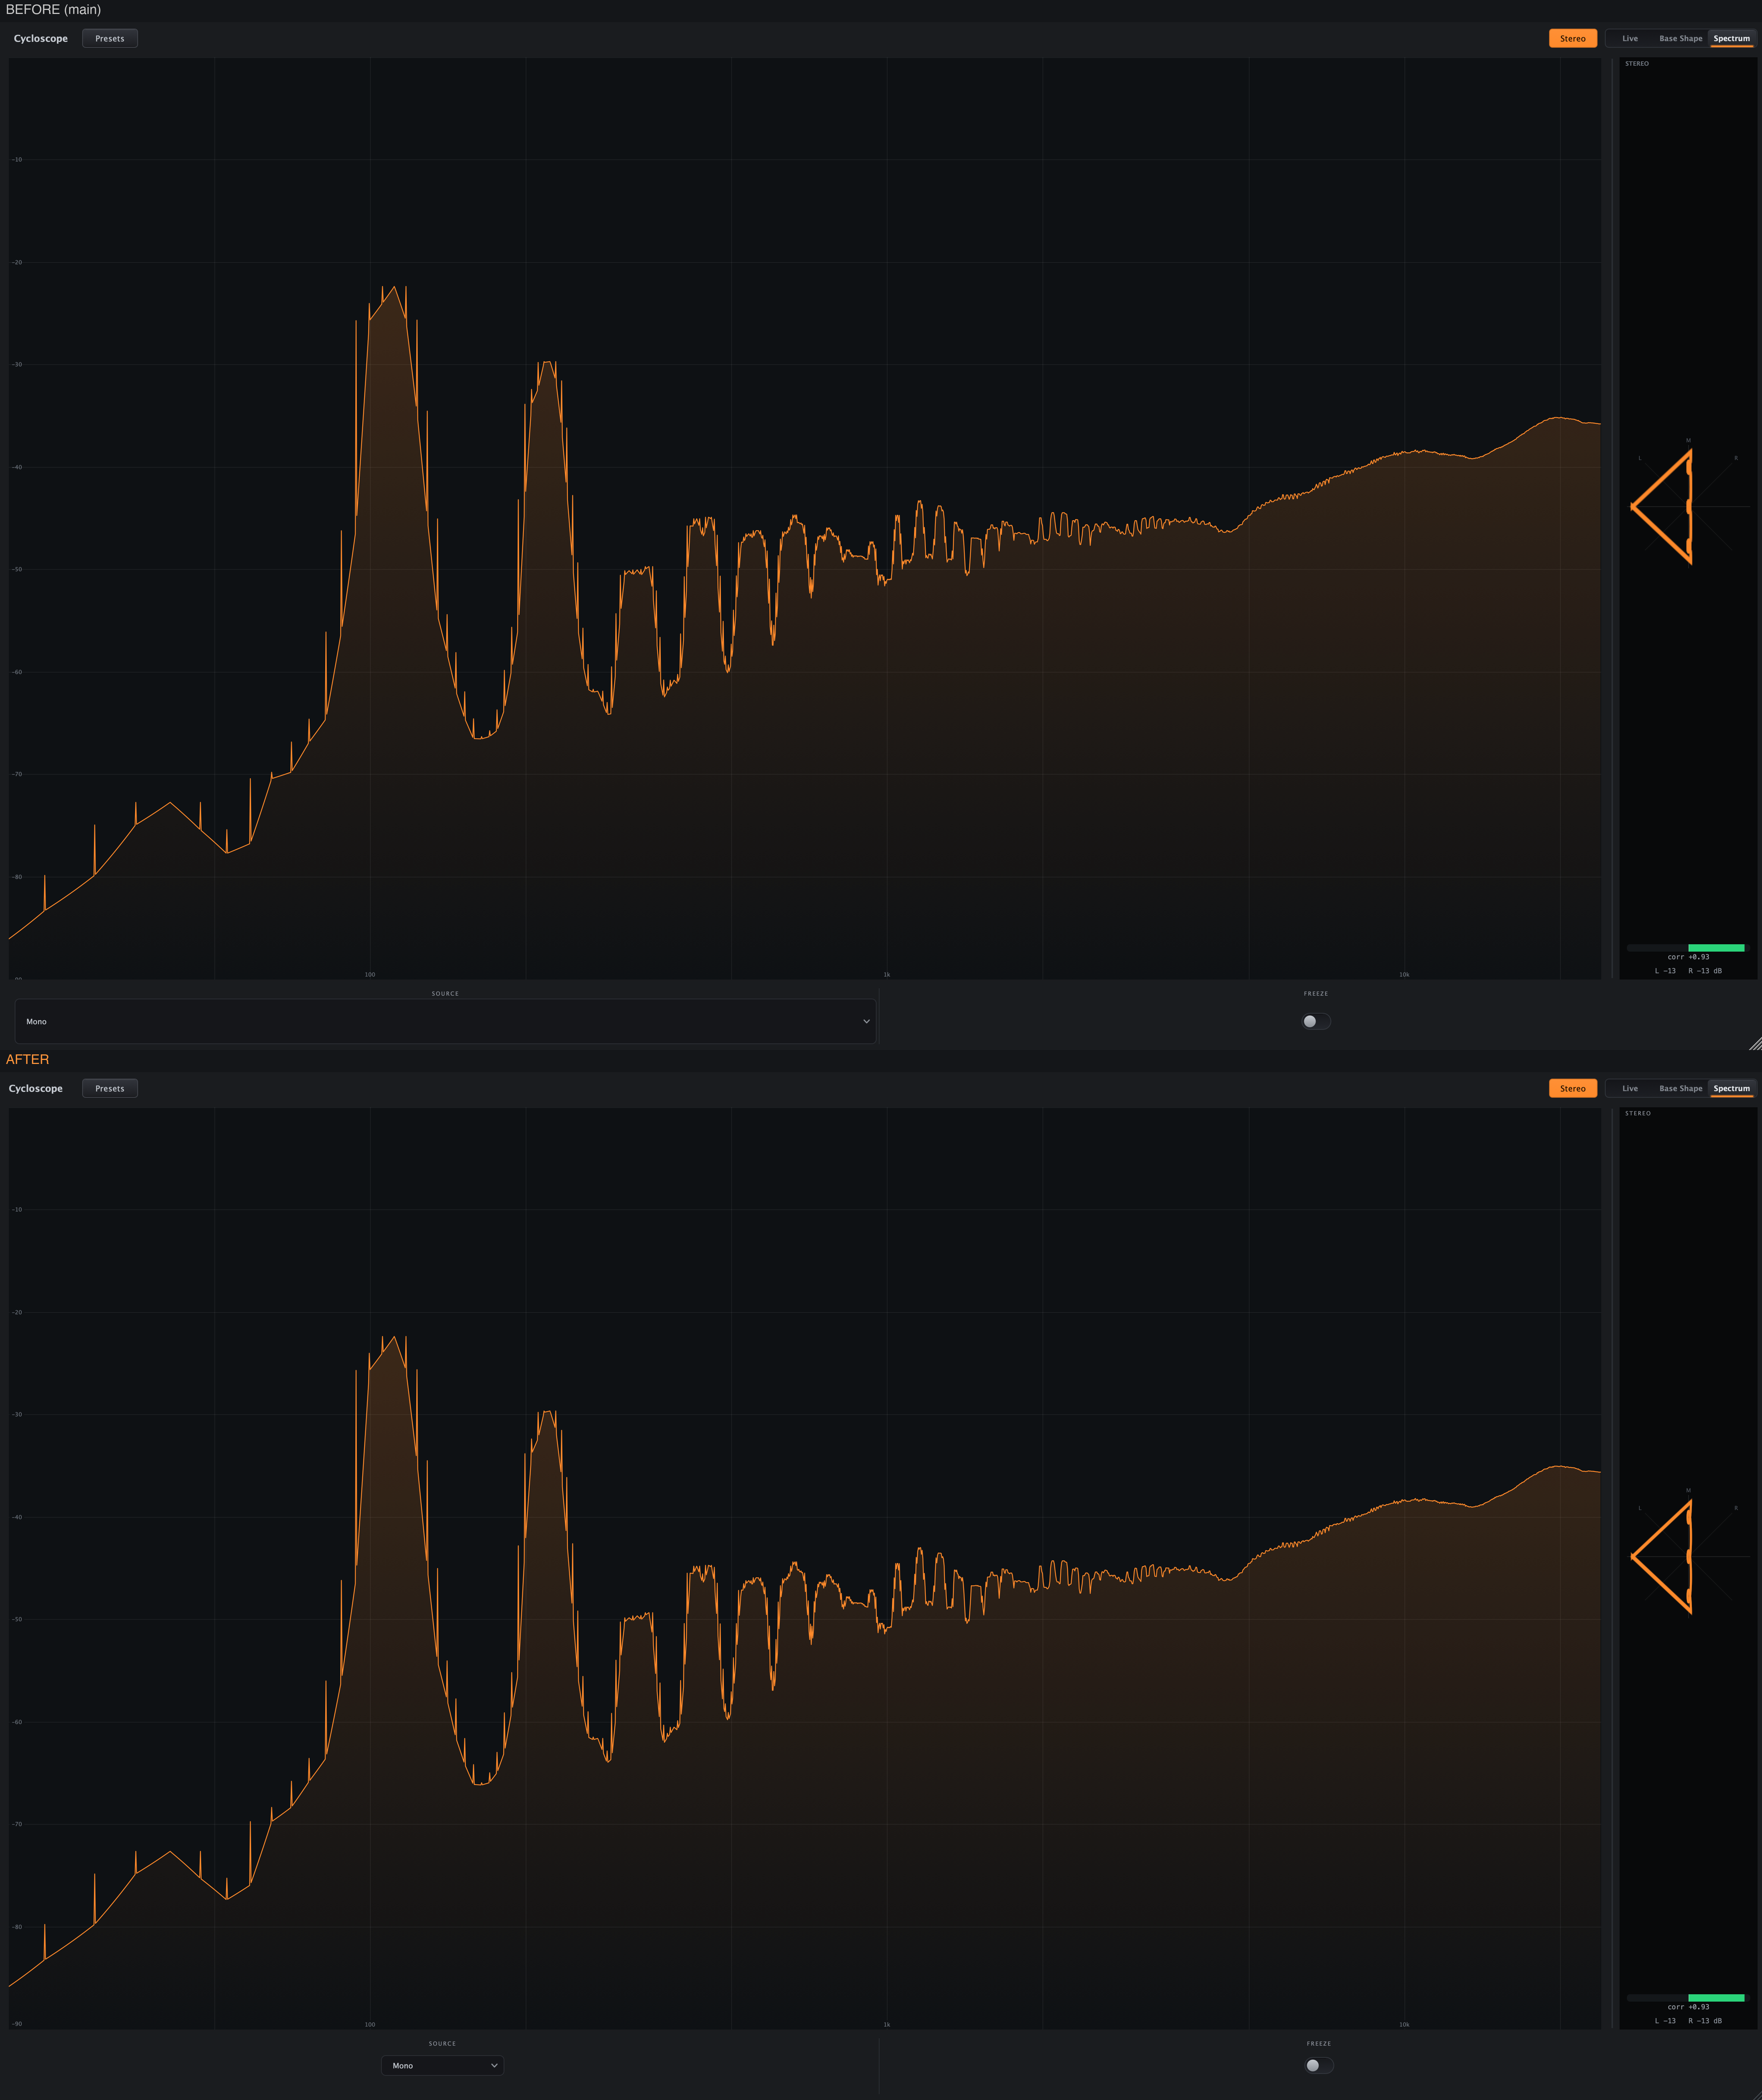 BEFORE (main)
Cycloscope Presets Stereo Live Base Shape Spectrum
STEREO
-10
-20
-30
-40
M
L R
-50
-60
-70
-80
corr +0.93
L -13 R -13 dB
-90
100 1k 10k
SOURCE FREEZE
Mono
AFTER
Cycloscope Presets Stereo Live Base Shape Spectrum
STEREO
-10
-20
-30
-40
M
L R
-50
-60
-70
-80
corr +0.93
L -13 R -13 dB
-90
100 1k 10k
SOURCE FREEZE
Mono